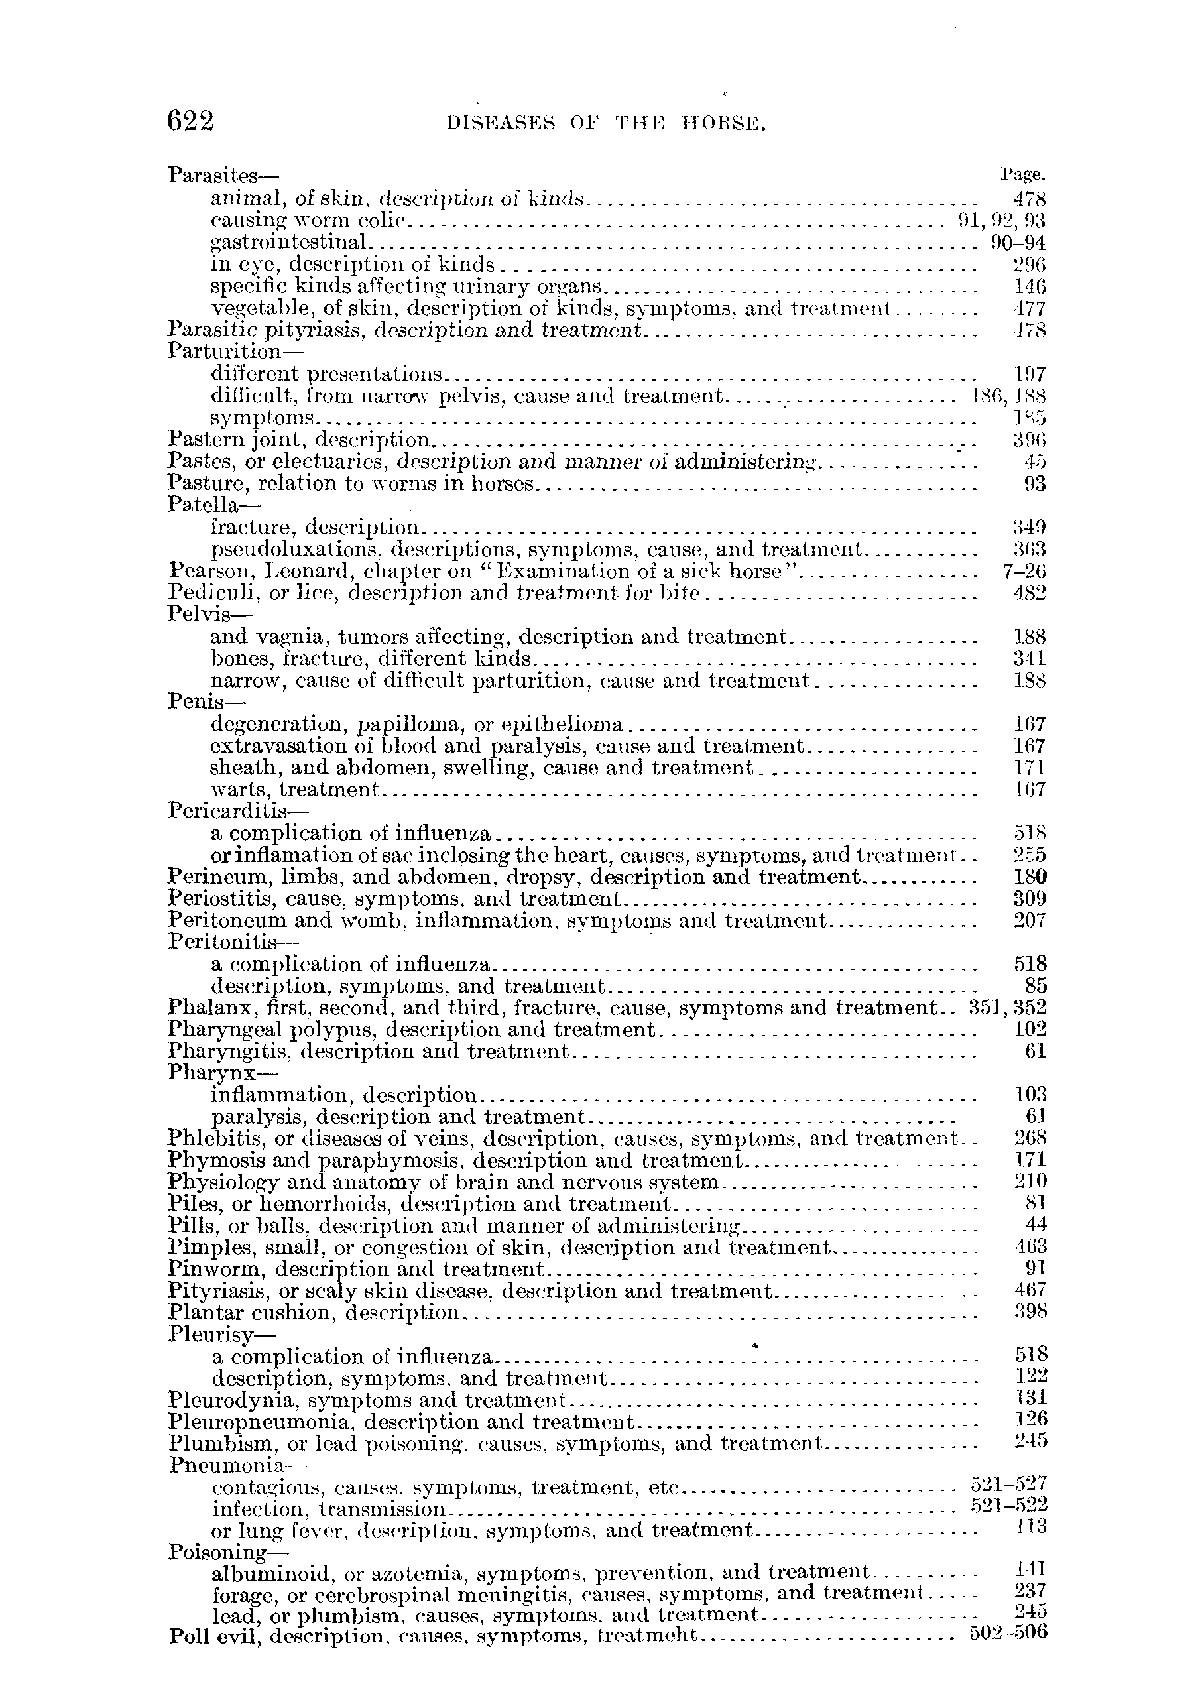 622 DISEASES OF THE HORSE.
Parasites— Page.
animal, of skin, description of kinds 478
causing worm colic 91, 92, 93
gastrointestinal 90–94
in eye, description of kinds 296
specific kinds affecting urinary organs 146
vegetable, of skin, description of kinds, symptoms, and treatment 477
Parasitic pityriasis, description and treatment 478
Parturition—
different presentations 197
difficult, from narrow pelvis, cause and treatment 186, 188
symptoms 185
Pastern joint, description 396
Pastes, or electuaries, description and manner of administering 45
Pasture, relation to worms in horses 93
Patella—
fracture, description 349
pseudoluxations, descriptions, symptoms, cause, and treatment 363
Pearson, Leonard, chapter on "Examination of a sick horse" 7–26
Pediculi, or lice, description and treatment for bite 482
Pelvis—
and vagnia, tumors affecting, description and treatment 188
bones, fracture, different kinds 341
narrow, cause of difficult parturition, cause and treatment 188
Penis—
degeneration, papilloma, or epithelioma 167
extravasation of blood and paralysis, cause and treatment 167
sheath, and abdomen, swelling, cause and treatment 171
warts, treatment 167
Pericarditis—
a complication of influenza 518
or inflamation of sac inclosing the heart, causes, symptoms, and treatment 255
Perineum, limbs, and abdomen, dropsy, description and treatment 180
Periostitis, cause, symptoms, and treatment 309
Peritoneum and womb, inflammation, symptoms and treatment 207
Peritonitis—
a complication of influenza 518
description, symptoms, and treatment 85
Phalanx, first, second, and third, fracture, cause, symptoms and treatment 351, 352
Pharyngeal polypus, description and treatment 102
Pharyngitis, description and treatment 61
Pharynx—
inflammation, description 103
paralysis, description and treatment 61
Phlebitis, or diseases of veins, description, causes, symptoms, and treatment 268
Phymosis and paraphymosis, description and treatment 171
Physiology and anatomy of brain and nervous system 210
Piles, or hemorrhoids, description and treatment 81
Pills, or balls, description and manner of administering 44
Pimples, small, or congestion of skin, description and treatment 463
Pinworm, description and treatment 91
Pityriasis, or scaly skin disease, description and treatment 467
Plantar cushion, description 398
Pleurisy—
a complication of influenza 518
description, symptoms, and treatment 122
Pleurodynia, symptoms and treatment 131
Pleuropneumonia, description and treatment 126
Plumbism, or lead poisoning, causes, symptoms, and treatment 245
Pneumonia—
contagious, causes, symptoms, treatment, etc 521–527
infection, transmission 521–522
or lung fever, description, symptoms, and treatment 113
Poisoning—
albuminoid, or azotemia, symptoms, prevention, and treatment 141
forage, or cerebrospinal meningitis, causes, symptoms, and treatment 237
lead, or plumbism, causes, symptoms, and treatment 245
Poll evil, description, causes, symptoms, treatment 502–506